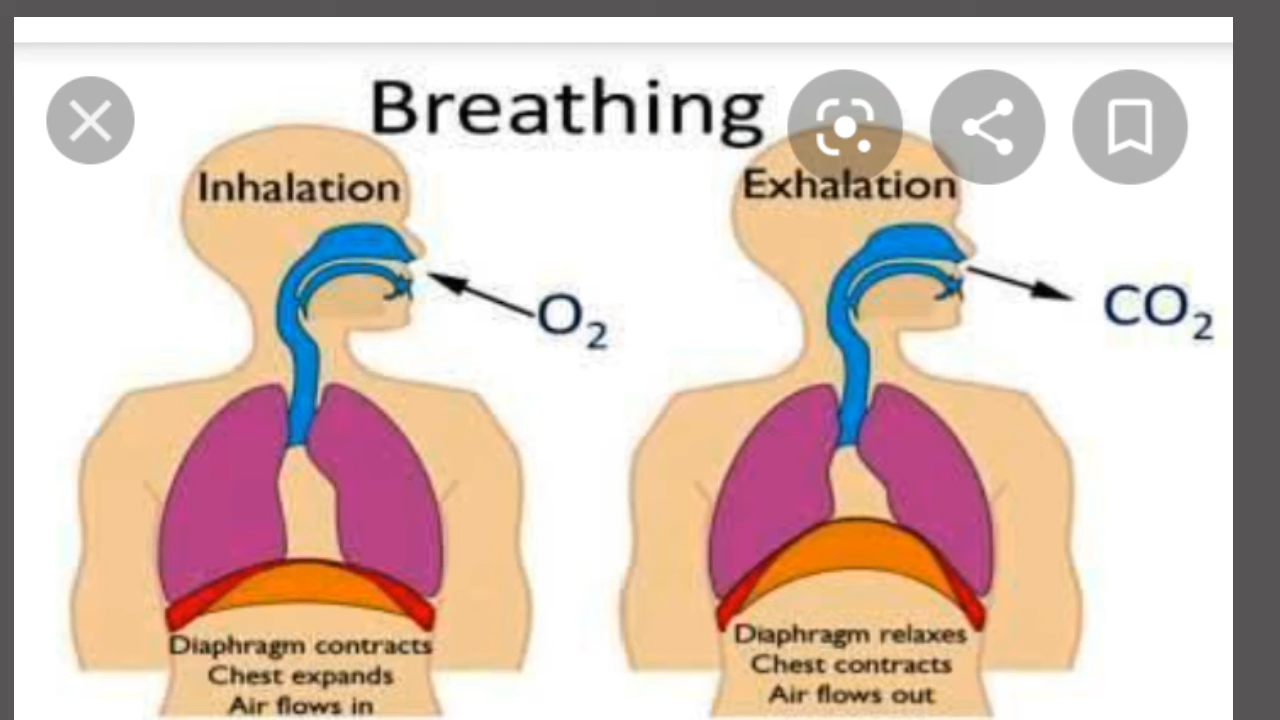 Breathing
Inhalation
Exhalation
O₂
CO₂
Diaphragm contracts
Chest expands
Air flows in
Diaphragm relaxes
Chest contracts
Air flows out